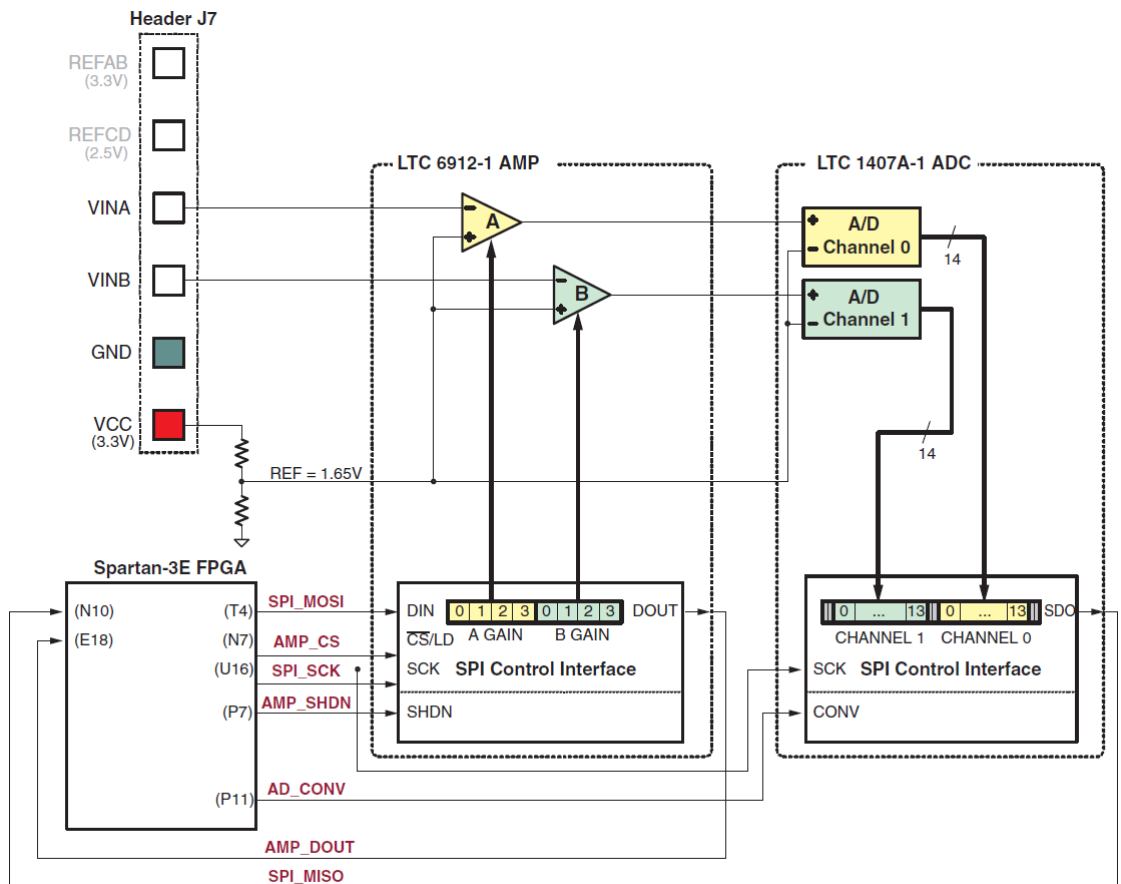 Header J7
REFAB
(3.3V)
REFCD
(2.5V)
VINA
VINB
GND
VCC
(3.3V)
REF = 1.65V
LTC 6912-1 AMP
- A +
- B +
LTC 1407A-1 ADC
+ A/D
- Channel 0
14
+ A/D
- Channel 1
14
Spartan-3E FPGA
(N10)
(E18)
(T4)
(N7)
(U16)
(P7)
(P11)
SPI_MOSI
AMP_CS
SPI_SCK
AMP_SHDN
AD_CONV
AMP_DOUT
SPI_MISO
DIN 0 1 2 3 0 1 2 3 DOUT
A GAIN B GAIN
CS/LD
SCK SPI Control Interface
SHDN
0 ... 13 0 ... 13 SDO
CHANNEL 1 CHANNEL 0
SCK SPI Control Interface
CONV